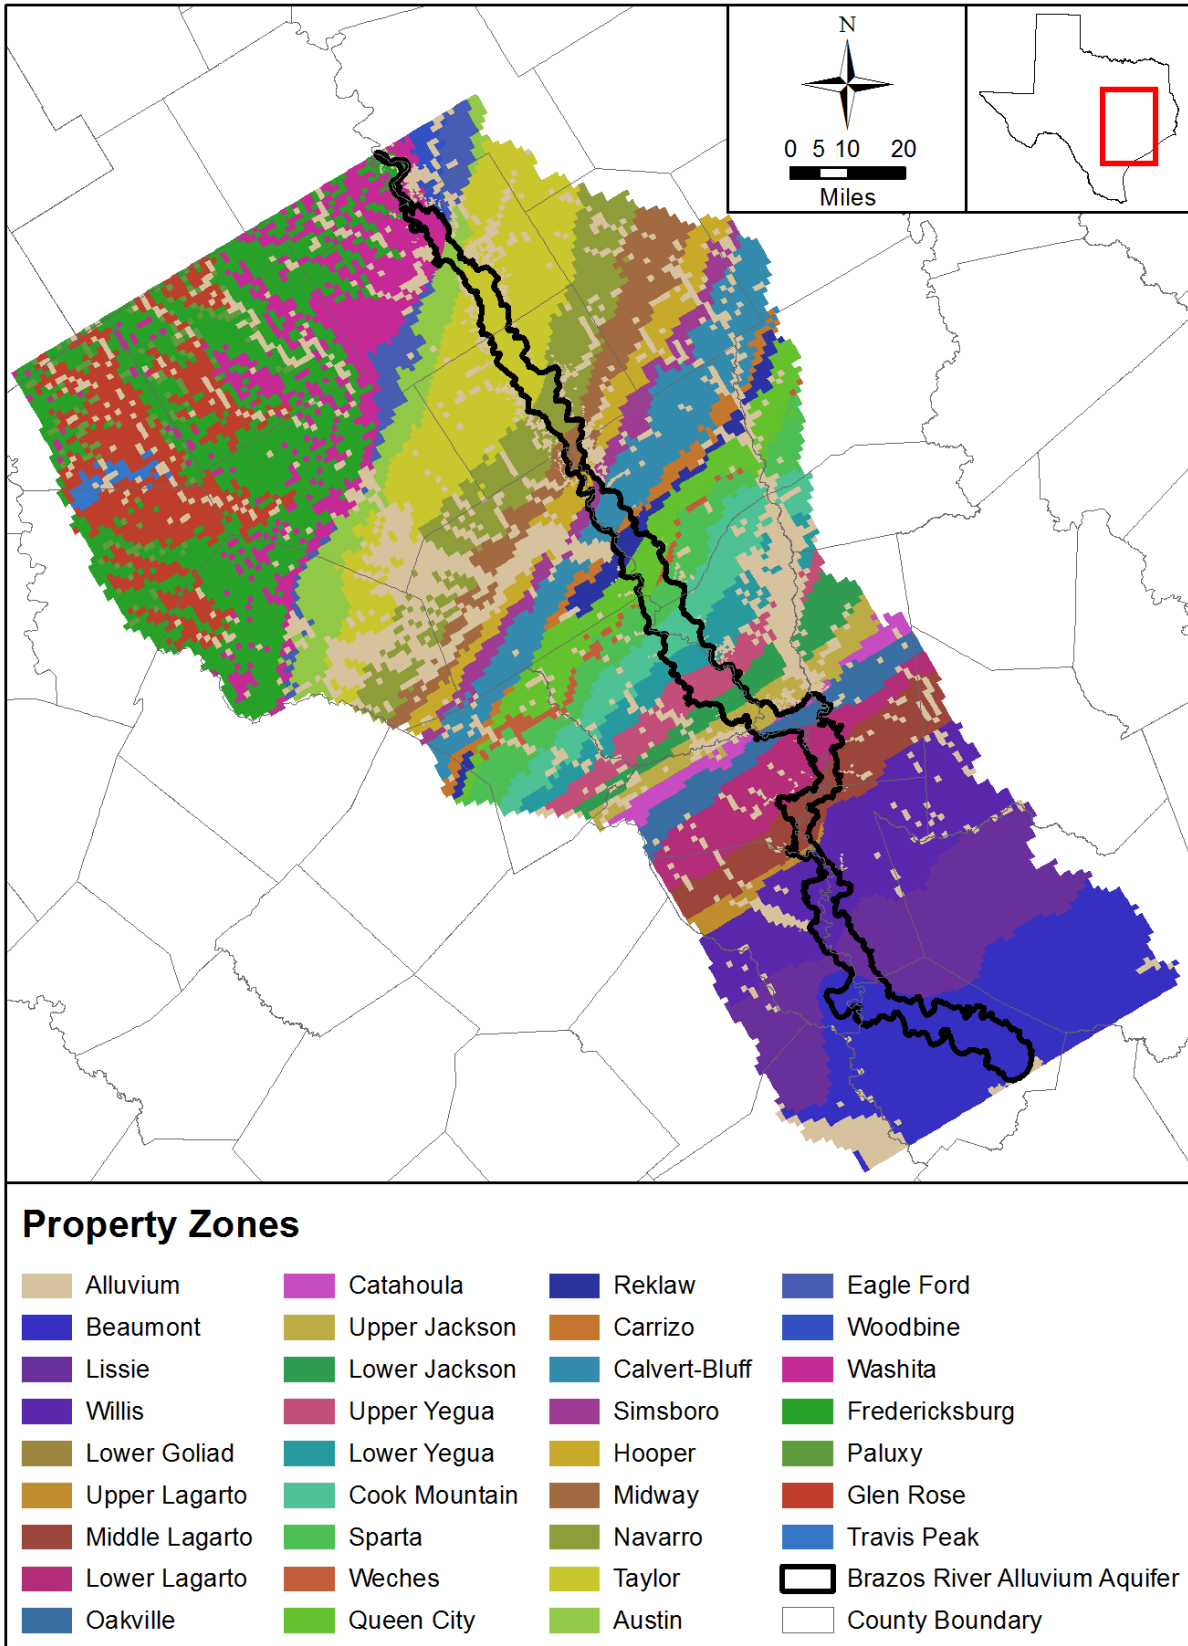 N
0 5 10 20
Miles
Property Zones
Alluvium
Beaumont
Lissie
Willis
Lower Goliad
Upper Lagarto
Middle Lagarto
Lower Lagarto
Oakville
Catahoula
Upper Jackson
Lower Jackson
Upper Yegua
Lower Yegua
Cook Mountain
Sparta
Weches
Queen City
Reklaw
Carrizo
Calvert-Bluff
Simsboro
Hooper
Midway
Navarro
Taylor
Austin
Eagle Ford
Woodbine
Washita
Fredericksburg
Paluxy
Glen Rose
Travis Peak
Brazos River Alluvium Aquifer
County Boundary